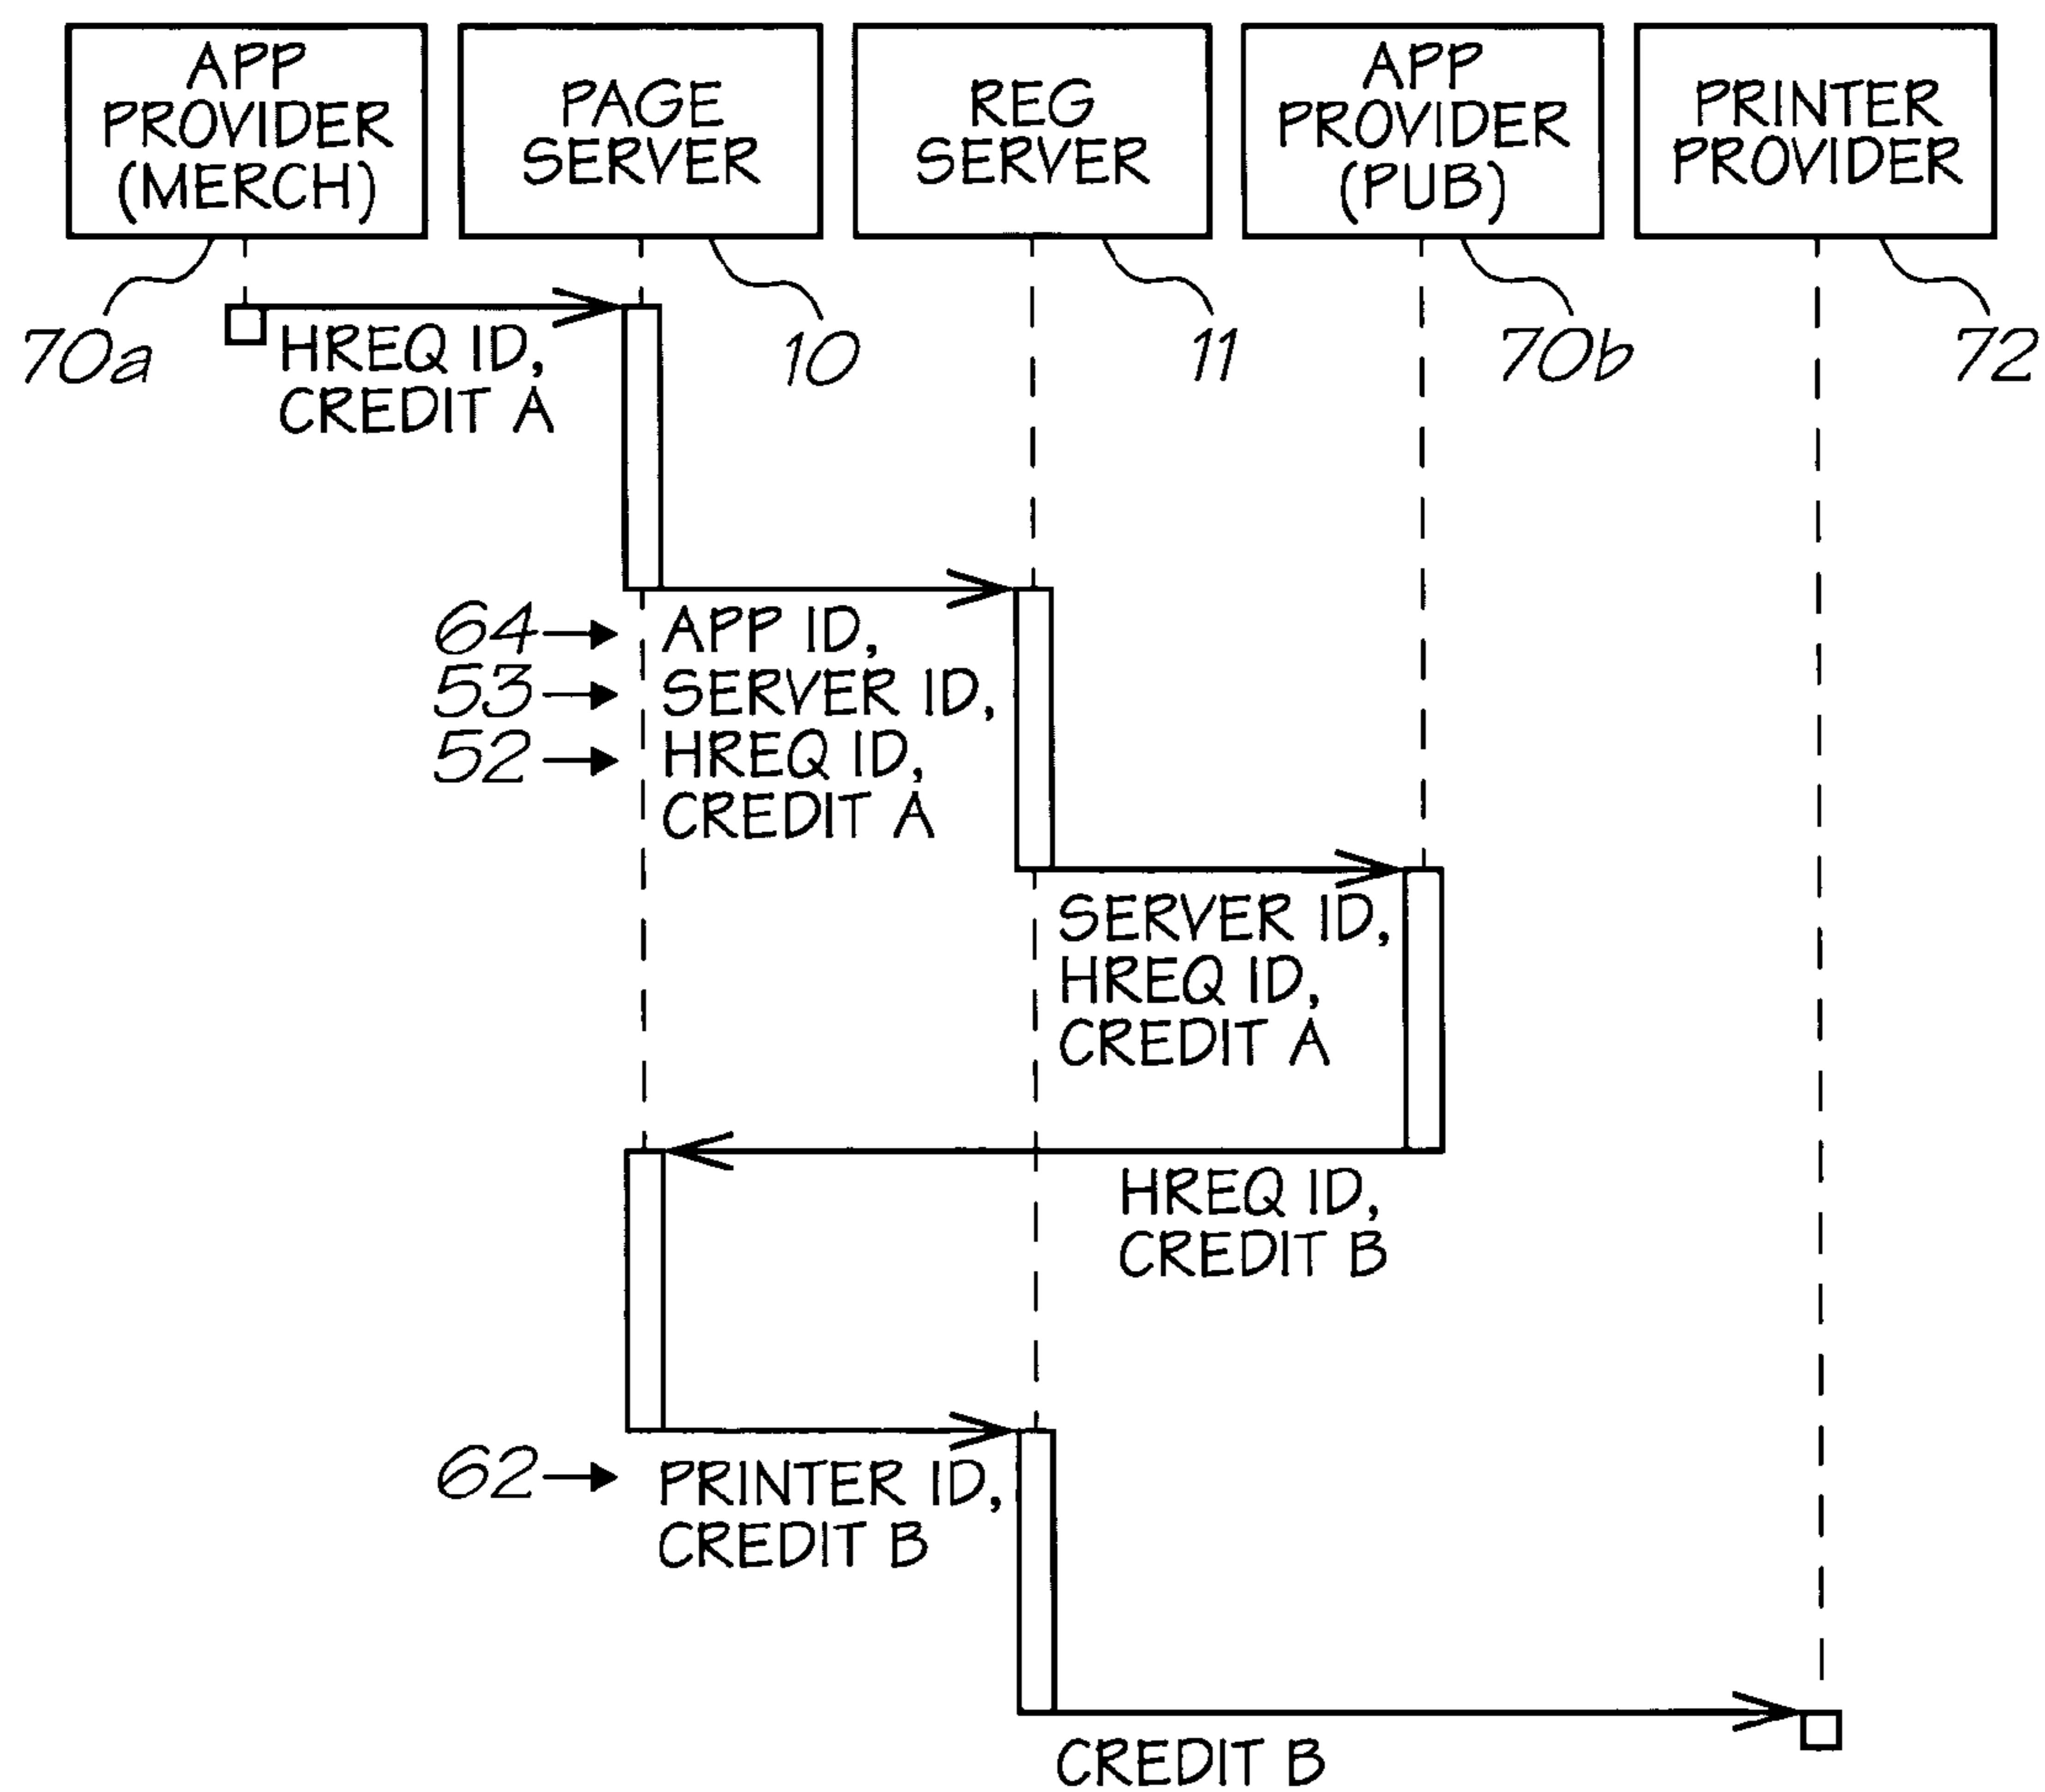 APP
PROVIDER
(MERCH)
PAGE
SERVER
REG
SERVER
APP
PROVIDER
(PUB)
PRINTER
PROVIDER
70a
10
11
70b
72
HREQ ID,
CREDIT A
64
APP ID,
53
SERVER ID,
52
HREQ ID,
CREDIT A
SERVER ID,
HREQ ID,
CREDIT A
HREQ ID,
CREDIT B
62
PRINTER ID,
CREDIT B
CREDIT B